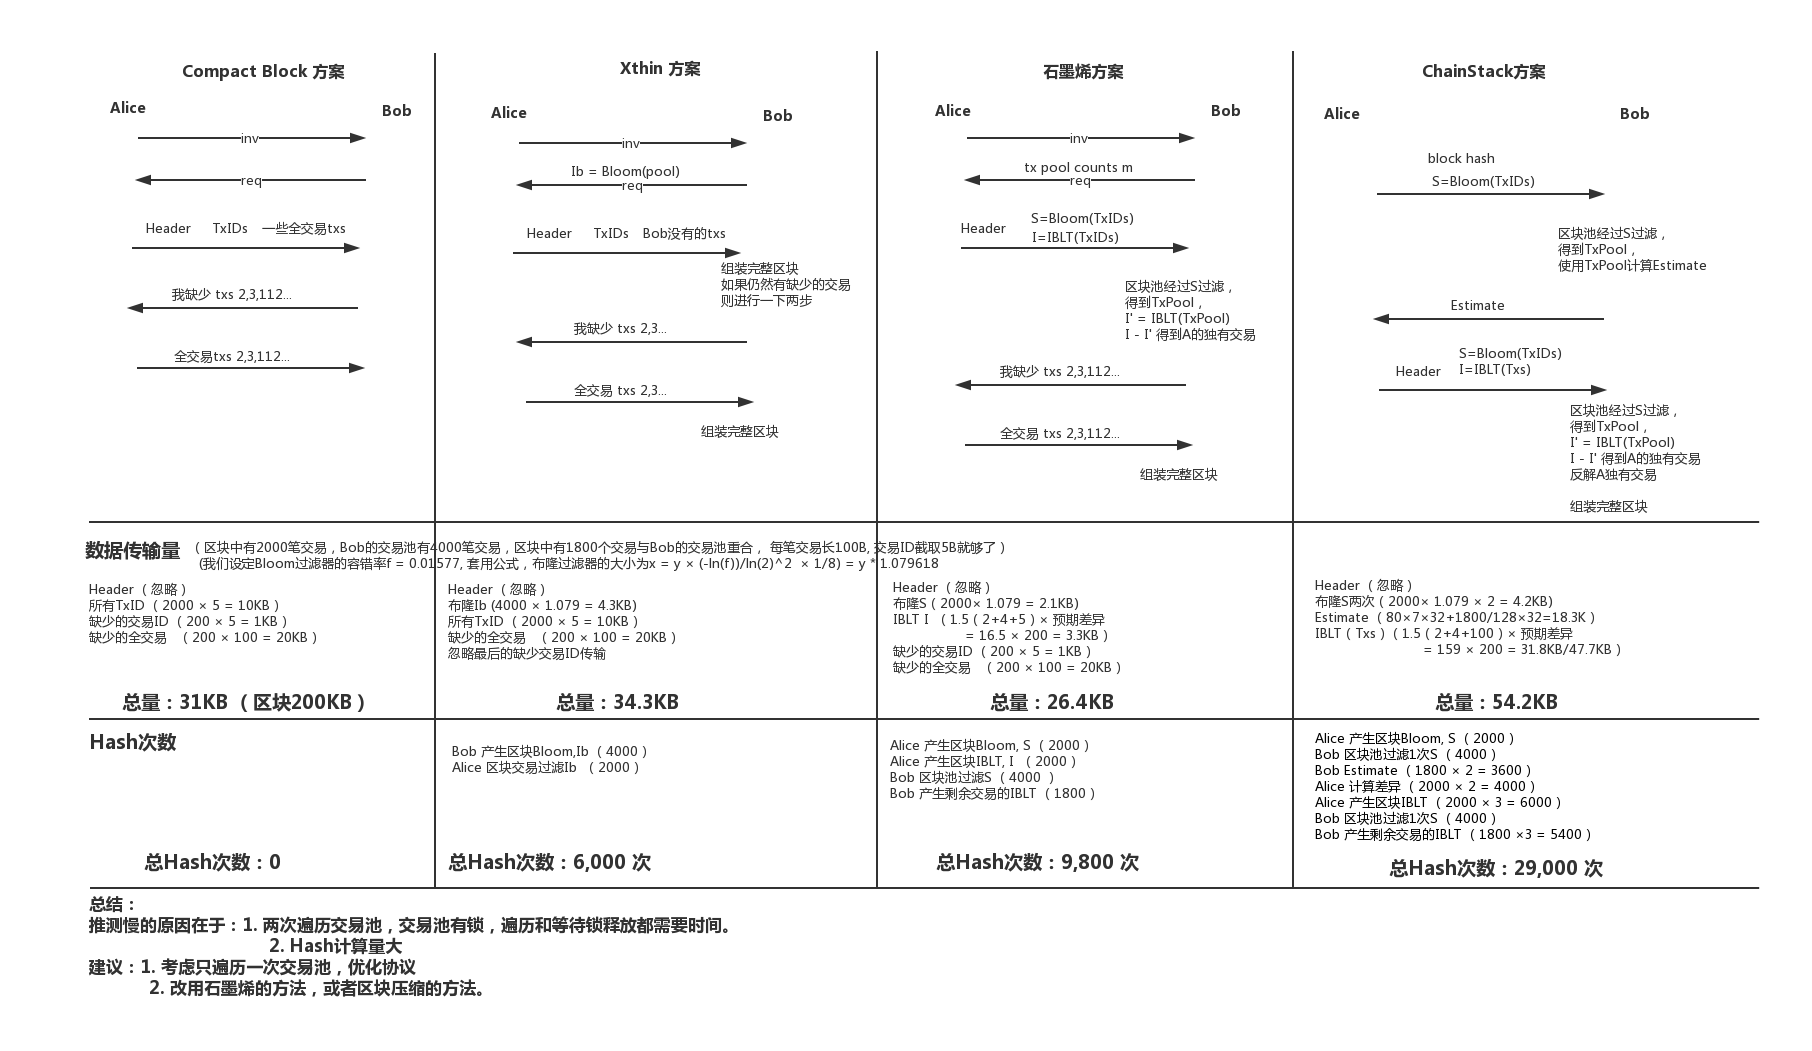 Compact Block 方案
Alice
Bob
inv
req
Header TxIDs 一些全交易txs
我缺少 txs 2,3,112...
全交易txs 2,3,112...
Xthin 方案
Alice
Bob
inv
Ib = Bloom(pool)
req
Header TxIDs Bob没有的txs
组装完整区块
如果仍然有缺少的交易
则进行一下两步
我缺少 txs 2,3...
全交易 txs 2,3...
组装完整区块
石墨烯方案
Alice
Bob
inv
tx pool counts m
req
S=Bloom(TxIDs)
Header
I=IBLT(TxIDs)
区块池经过S过滤，
得到TxPool，
I' = IBLT(TxPool)
I - I' 得到A的独有交易
我缺少 txs 2,3,112...
全交易 txs 2,3,112...
组装完整区块
ChainStack方案
Alice
Bob
block hash
S=Bloom(TxIDs)
区块池经过S过滤，
得到TxPool，
使用TxPool计算Estimate
Estimate
S=Bloom(TxIDs)
Header I=IBLT(Txs)
区块池经过S过滤，
得到TxPool，
I' = IBLT(TxPool)
I - I' 得到A的独有交易
反解A独有交易
组装完整区块
数据传输量 （区块中有2000笔交易，Bob的交易池有4000笔交易，区块中有1800个交易与Bob的交易池重合， 每笔交易长100B, 交易ID截取5B就够了）
(我们设定Bloom过滤器的容错率f = 0.01577, 套用公式，布隆过滤器的大小为x = y × (-ln(f))/ln(2)^2 × 1/8) = y * 1.079618
Header（忽略）
所有TxID（2000 × 5 = 10KB）
缺少的交易ID（200 × 5 = 1KB）
缺少的全交易 （200 × 100 = 20KB）
总量：31KB（区块200KB）
Header（忽略）
布隆Ib (4000 × 1.079 = 4.3KB)
所有TxID（2000 × 5 = 10KB）
缺少的全交易 （200 × 100 = 20KB）
忽略最后的缺少交易ID传输
总量：34.3KB
Header（忽略）
布隆S（2000× 1.079 = 2.1KB)
IBLT I （1.5（2+4+5）× 预期差异
= 16.5 × 200 = 3.3KB）
缺少的交易ID（200 × 5 = 1KB）
缺少的全交易 （200 × 100 = 20KB）
总量：26.4KB
Header（忽略）
布隆S两次（2000× 1.079 × 2 = 4.2KB)
Estimate（80×7×32+1800/128×32=18.3K）
IBLT（Txs）(1.5（2+4+100）× 预期差异
= 159 × 200 = 31.8KB/47.7KB）
总量：54.2KB
Hash次数
总Hash次数：0
Bob 产生区块Bloom,Ib（4000）
Alice 区块交易过滤Ib （2000）
总Hash次数：6,000 次
Alice 产生区块Bloom, S（2000）
Alice 产生区块IBLT, I （2000）
Bob 区块池过滤S（4000 ）
Bob 产生剩余交易的IBLT（1800）
总Hash次数：9,800 次
Alice 产生区块Bloom, S（2000）
Bob 区块池过滤1次S（4000）
Bob Estimate（1800 × 2 = 3600）
Alice 计算差异（2000 × 2 = 4000）
Alice 产生区块IBLT（2000 × 3 = 6000）
Bob 区块池过滤1次S（4000）
Bob 产生剩余交易的IBLT（1800 ×3 = 5400）
总Hash次数：29,000 次
总结：
推测慢的原因在于：1. 两次遍历交易池，交易池有锁，遍历和等待锁释放都需要时间。
2. Hash计算量大
建议：1. 考虑只遍历一次交易池，优化协议
2. 改用石墨烯的方法，或者区块压缩的方法。